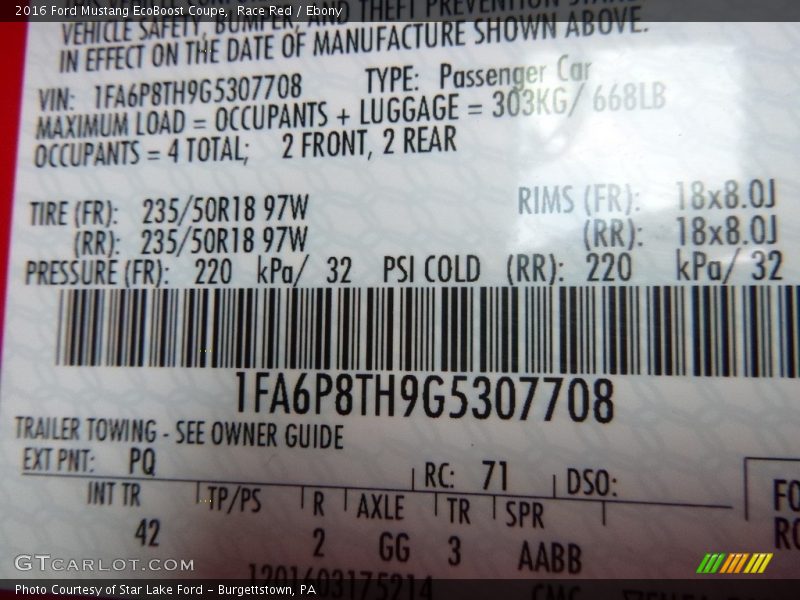 2016 Ford Mustang EcoBoost Coupe, Race Red / Ebony
VEHICLE SAFETY, BUMPER, AND THEFT PREVENTION
IN EFFECT ON THE DATE OF MANUFACTURE SHOWN ABOVE.
VIN: 1FA6P8TH9G5307708 TYPE: Passenger Car
MAXIMUM LOAD = OCCUPANTS + LUGGAGE = 303KG/ 668LB
OCCUPANTS = 4 TOTAL; 2 FRONT, 2 REAR
TIRE (FR): 235/50R18 97W RIMS (FR): 18x8.0J
(RR): 235/50R18 97W (RR): 18x8.0J
PRESSURE (FR): 220 kPa/ 32 PSI COLD (RR): 220 kPa/ 32
1FA6P8TH9G5307708
TRAILER TOWING - SEE OWNER GUIDE
EXT PNT: PQ RC: 71 DSO:
INT TR TP/PS R AXLE TR SPR
42 2 GG 3 AABB
1201603175214
GTCARLOT.COM
Photo Courtesy of Star Lake Ford - Burgettstown, PA